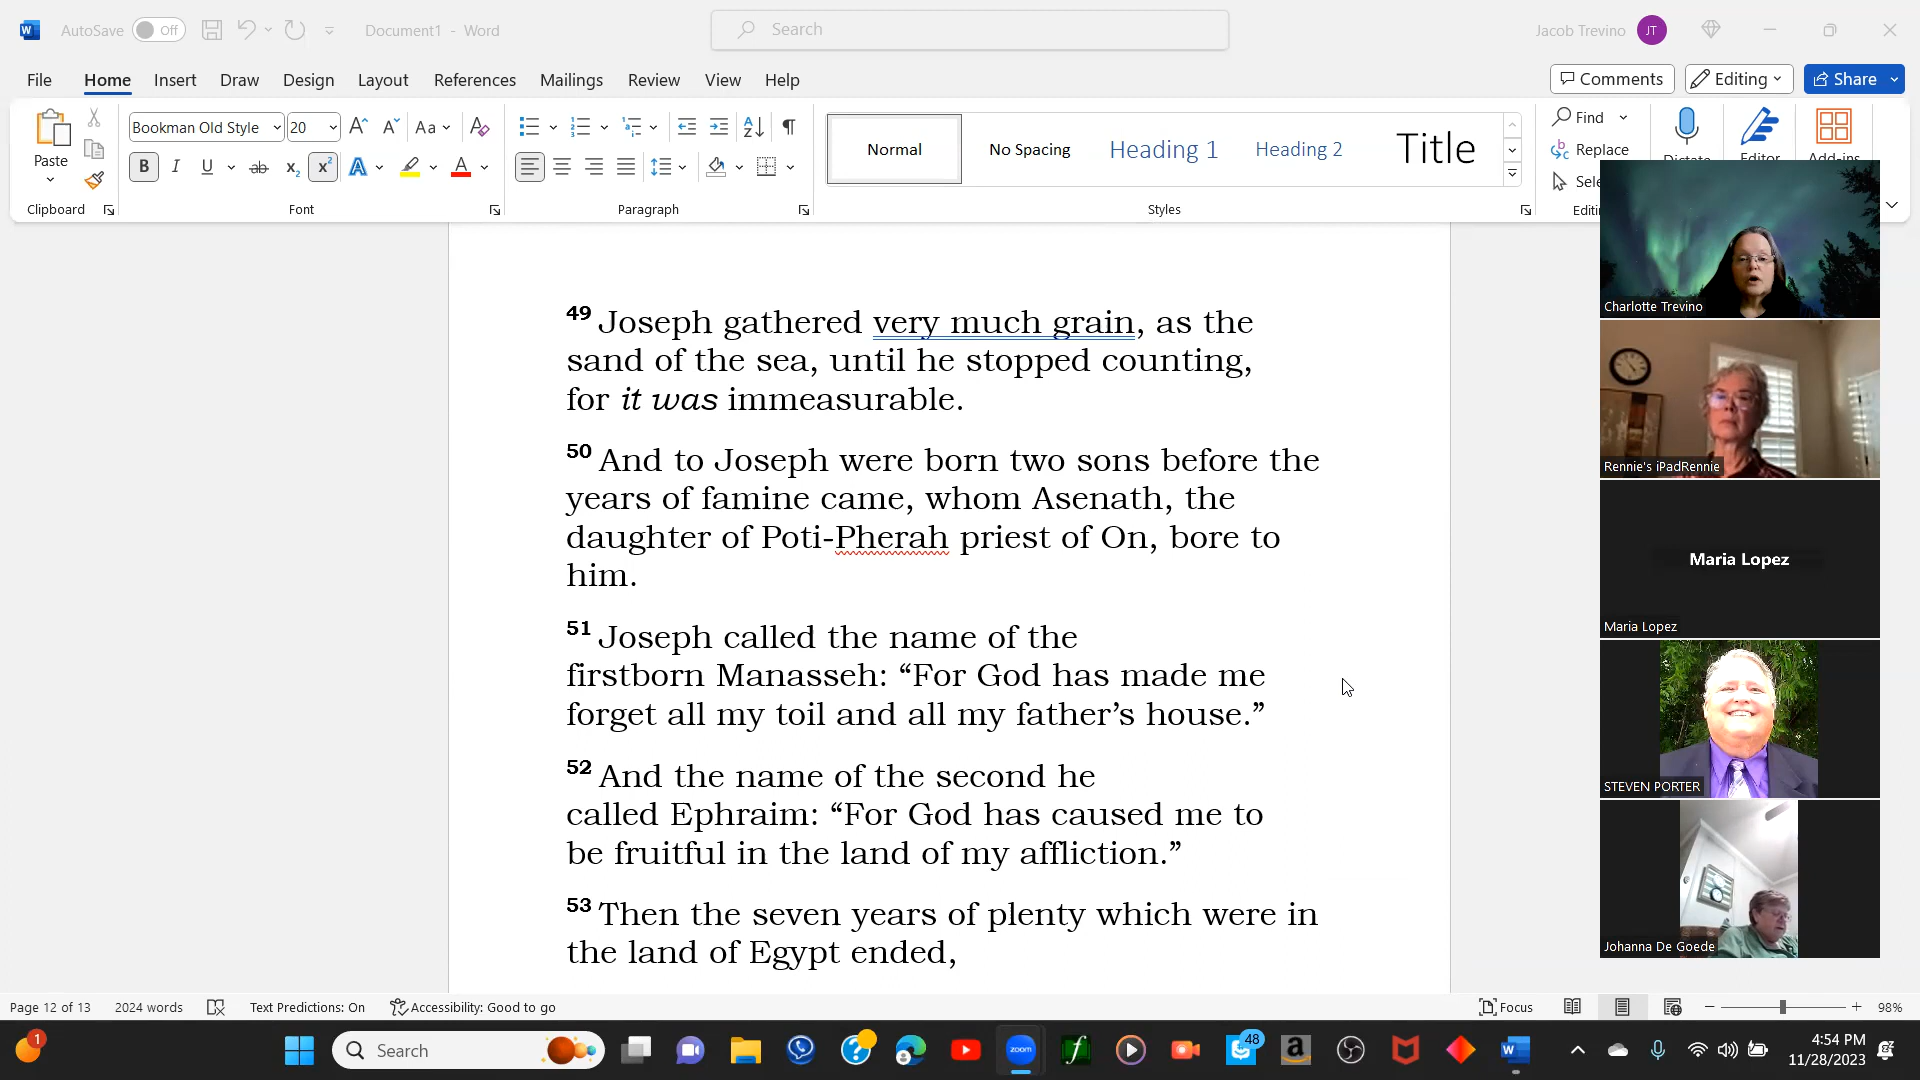 AutoSave Off Document1 - Word Search Jacob Trevino JT
File Home Insert Draw Design Layout References Mailings Review View Help Comments Editing Share
Paste Bookman Old Style 20 Aa Normal No Spacing Heading 1 Heading 2 Title Find
Replace
Clipboard Font Paragraph Styles
49 Joseph gathered very much grain, as the
sand of the sea, until he stopped counting,
for it was immeasurable.
50 And to Joseph were born two sons before the
years of famine came, whom Asenath, the
daughter of Poti-Pherah priest of On, bore to
him.
51 Joseph called the name of the
firstborn Manasseh: “For God has made me
forget all my toil and all my father’s house.”
52 And the name of the second he
called Ephraim: “For God has caused me to
be fruitful in the land of my affliction.”
53 Then the seven years of plenty which were in
the land of Egypt ended,
Charlotte Trevino
Rennie's iPadRennie
Maria Lopez
Maria Lopez
STEVEN PORTER
Johanna De Goede
Page 12 of 13 2024 words Text Predictions: On Accessibility: Good to go Focus 98%
1 Search zoom 48 4:54 PM
11/28/2023